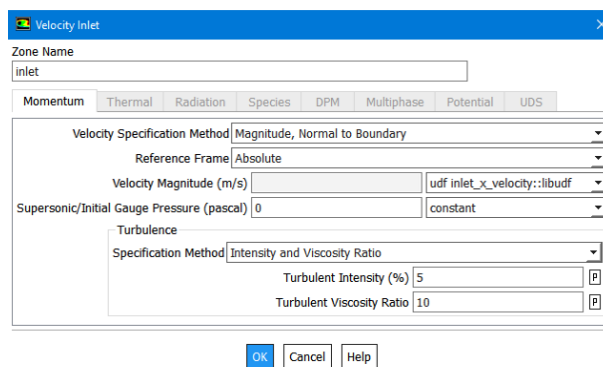 Velocity Inlet
Zone Name
inlet
Momentum Thermal Radiation Species DPM Multiphase Potential UDS
Velocity Specification Method Magnitude, Normal to Boundary
Reference Frame Absolute
Velocity Magnitude (m/s) udf inlet_x_velocity::libudf
Supersonic/Initial Gauge Pressure (pascal) 0 constant
Turbulence
Specification Method Intensity and Viscosity Ratio
Turbulent Intensity (%) 5 P
Turbulent Viscosity Ratio 10 P
OK Cancel Help